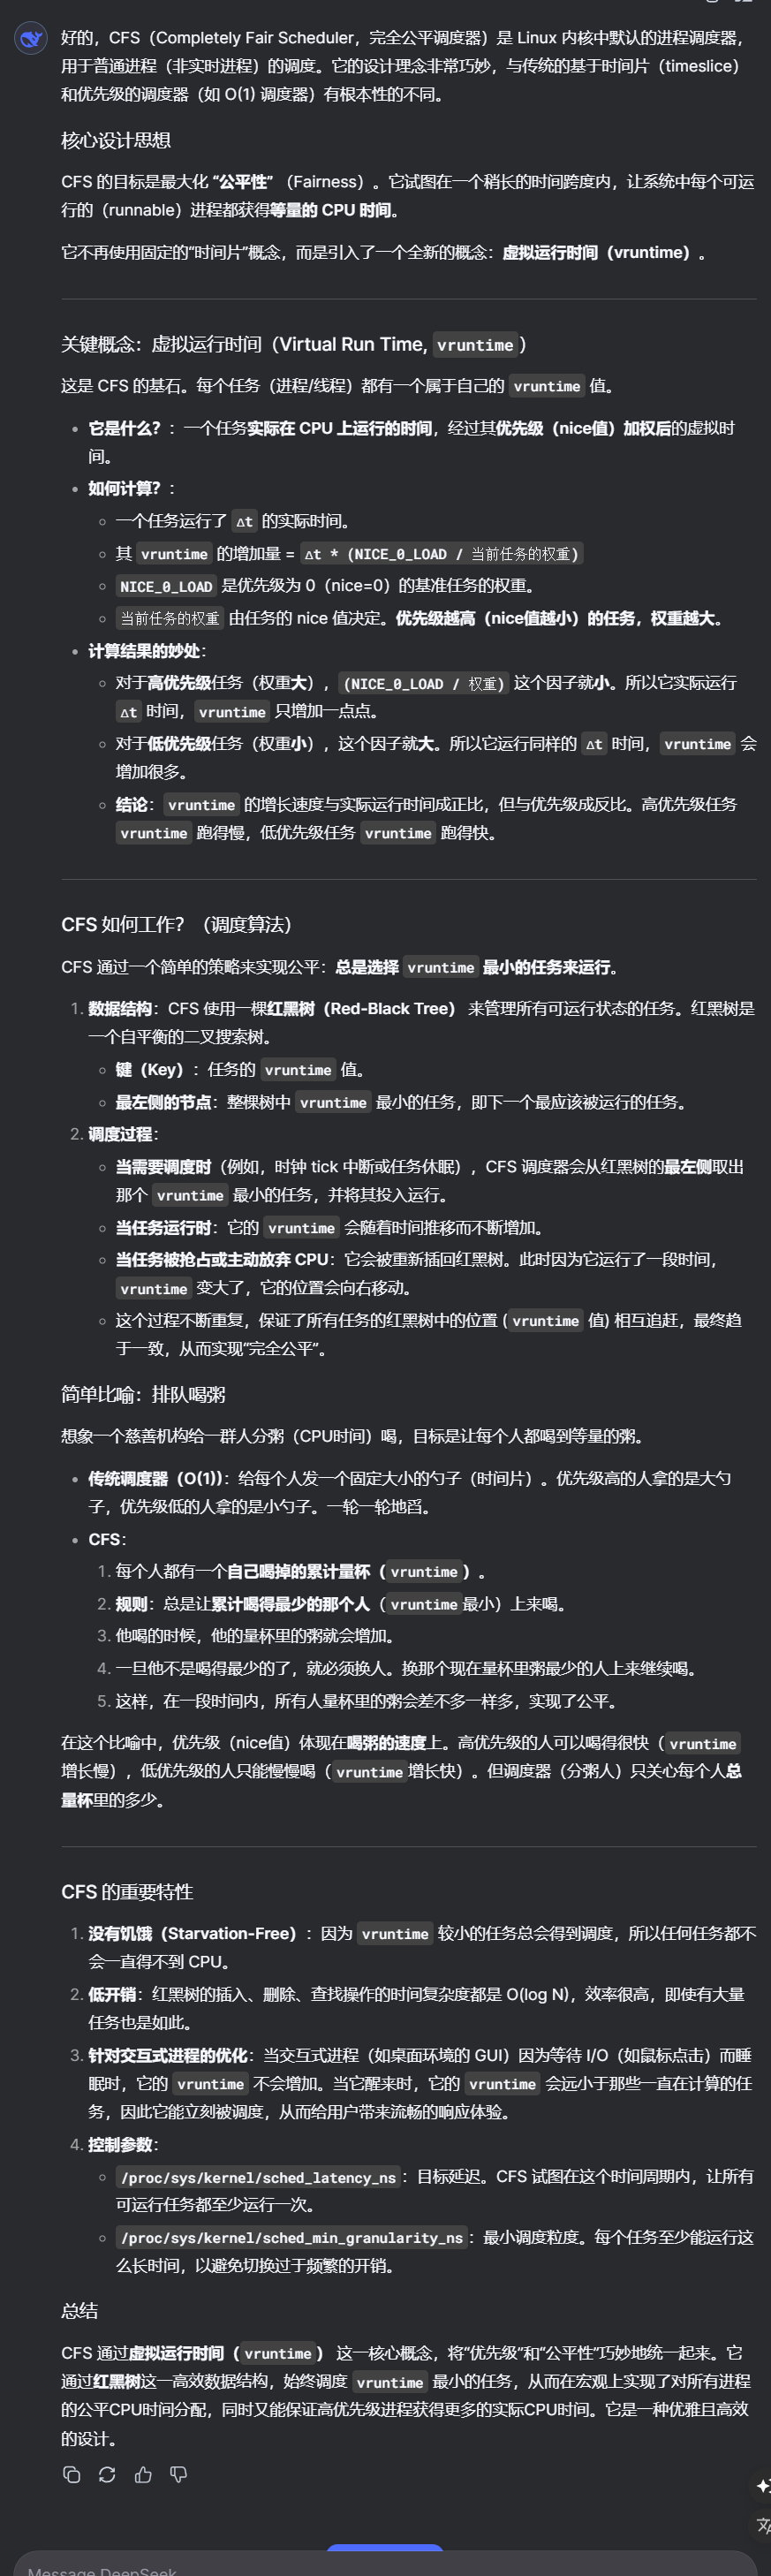 好的，CFS（Completely Fair Scheduler，完全公平调度器）是 Linux 内核中默认的进程调度器，
用于普通进程（非实时进程）的调度。它的设计理念非常巧妙，与传统的基于时间片（timeslice）
和优先级的调度器（如 O(1) 调度器）有根本性的不同。
核心设计思想
CFS 的目标是最大化 “公平性” （Fairness）。它试图在一个稍长的时间跨度内，让系统中每个可运
行的（runnable）进程都获得等量的 CPU 时间。
它不再使用固定的“时间片”概念，而是引入了一个全新的概念：虚拟运行时间（vruntime）。
关键概念：虚拟运行时间（Virtual Run Time, vruntime）
这是 CFS 的基石。每个任务（进程/线程）都有一个属于自己的 vruntime 值。
• 它是什么？：一个任务实际在 CPU 上运行的时间，经过其优先级（nice值）加权后的虚拟时
间。
• 如何计算？：
◦ 一个任务运行了 Δt 的实际时间。
◦ 其 vruntime 的增加量 = Δt * (NICE_0_LOAD / 当前任务的权重)
◦ NICE_0_LOAD 是优先级为 0（nice=0）的基准任务的权重。
◦ 当前任务的权重 由任务的 nice 值决定。优先级越高（nice值越小）的任务，权重越大。
• 计算结果的妙处：
◦ 对于高优先级任务（权重大），(NICE_0_LOAD / 权重) 这个因子就小。所以它实际运行
Δt 时间，vruntime 只增加一点点。
◦ 对于低优先级任务（权重小），这个因子就大。所以它运行同样的 Δt 时间，vruntime 会
增加很多。
◦ 结论：vruntime 的增长速度与实际运行时间成正比，但与优先级成反比。高优先级任务
vruntime 跑得慢，低优先级任务 vruntime 跑得快。
CFS 如何工作？（调度算法）
CFS 通过一个简单的策略来实现公平：总是选择 vruntime 最小的任务来运行。
1. 数据结构：CFS 使用一棵红黑树（Red-Black Tree） 来管理所有可运行状态的任务。红黑树是
一个自平衡的二叉搜索树。
◦ 键（Key）：任务的 vruntime 值。
◦ 最左侧的节点：整棵树中 vruntime 最小的任务，即下一个最应该被运行的任务。
2. 调度过程：
◦ 当需要调度时（例如，时钟 tick 中断或任务休眠），CFS 调度器会从红黑树的最左侧取出
那个 vruntime 最小的任务，并将其投入运行。
◦ 当任务运行时：它的 vruntime 会随着时间推移而不断增加。
◦ 当任务被抢占或主动放弃 CPU：它会被重新插回红黑树。此时因为它运行了一段时间，
vruntime 变大了，它的位置会向右移动。
◦ 这个过程不断重复，保证了所有任务的红黑树中的位置 (vruntime 值) 相互追赶，最终趋
于一致，从而实现“完全公平”。
简单比喻：排队喝粥
想象一个慈善机构给一群人分粥（CPU时间）喝，目标是让每个人都喝到等量的粥。
• 传统调度器（O(1))：给每个人发一个固定大小的勺子（时间片）。优先级高的人拿的是大勺
子，优先级低的人拿的是小勺子。一轮一轮地舀。
• CFS：
1. 每个人都有一个自己喝掉的累计量杯（vruntime）。
2. 规则：总是让累计喝得最少的那个人（vruntime最小）上来喝。
3. 他喝的时候，他的量杯里的粥就会增加。
4. 一旦他不是喝得最少的了，就必须换人。换那个现在量杯里粥最少的人上来继续喝。
5. 这样，在一段时间内，所有人量杯里的粥会差不多一样多，实现了公平。
在这个比喻中，优先级（nice值）体现在喝粥的速度上。高优先级的人可以喝得很快（vruntime
增长慢），低优先级的人只能慢慢喝（vruntime增长快）。但调度器（分粥人）只关心每个人总
量杯里的多少。
CFS 的重要特性
1. 没有饥饿（Starvation-Free）：因为 vruntime 较小的任务总会得到调度，所以任何任务都不
会一直得不到 CPU。
2. 低开销：红黑树的插入、删除、查找操作的时间复杂度都是 O(log N)，效率很高，即使有大量
任务也是如此。
3. 针对交互式进程的优化：当交互式进程（如桌面环境的 GUI）因为等待 I/O（如鼠标点击）而睡
眠时，它的 vruntime 不会增加。当它醒来时，它的 vruntime 会远小于那些一直在计算的任
务，因此它能立刻被调度，从而给用户带来流畅的响应体验。
4. 控制参数：
◦ /proc/sys/kernel/sched_latency_ns：目标延迟。CFS 试图在这个时间周期内，让所有
可运行任务都至少运行一次。
◦ /proc/sys/kernel/sched_min_granularity_ns：最小调度粒度。每个任务至少能运行这
么长时间，以避免切换过于频繁的开销。
总结
CFS 通过虚拟运行时间（vruntime） 这一核心概念，将“优先级”和“公平性”巧妙地统一起来。它
通过红黑树这一高效数据结构，始终调度 vruntime 最小的任务，从而在宏观上实现了对所有进程
的公平CPU时间分配，同时又能保证高优先级进程获得更多的实际CPU时间。它是一种优雅且高效
的设计。
Message DeepSeek